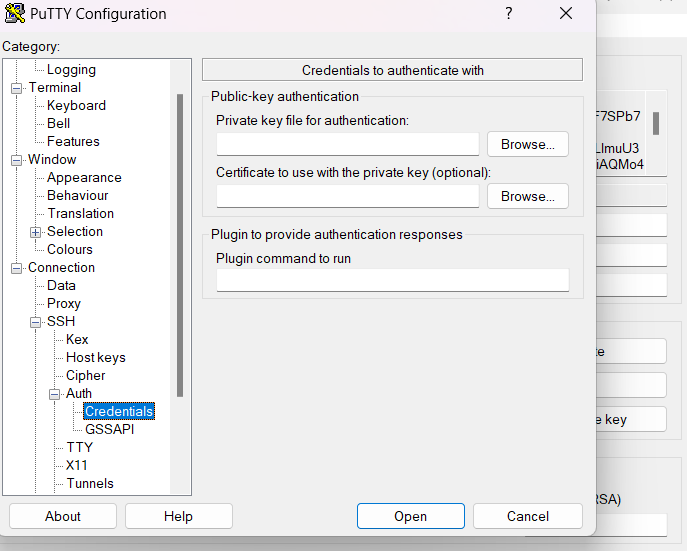 PuTTY Configuration
?
Category:
Logging
Terminal
Keyboard
Bell
Features
Window
Appearance
Behaviour
Translation
Selection
Colours
Connection
Data
Proxy
SSH
Kex
Host keys
Cipher
Auth
Credentials
GSSAPI
TTY
X11
Tunnels
Credentials to authenticate with
Public-key authentication
Private key file for authentication:
Browse...
Certificate to use with the private key (optional):
Browse...
Plugin to provide authentication responses
Plugin command to run
About
Help
Open
Cancel
F7SPb7
LlmuU3
iAQMo4
te
e key
RSA)